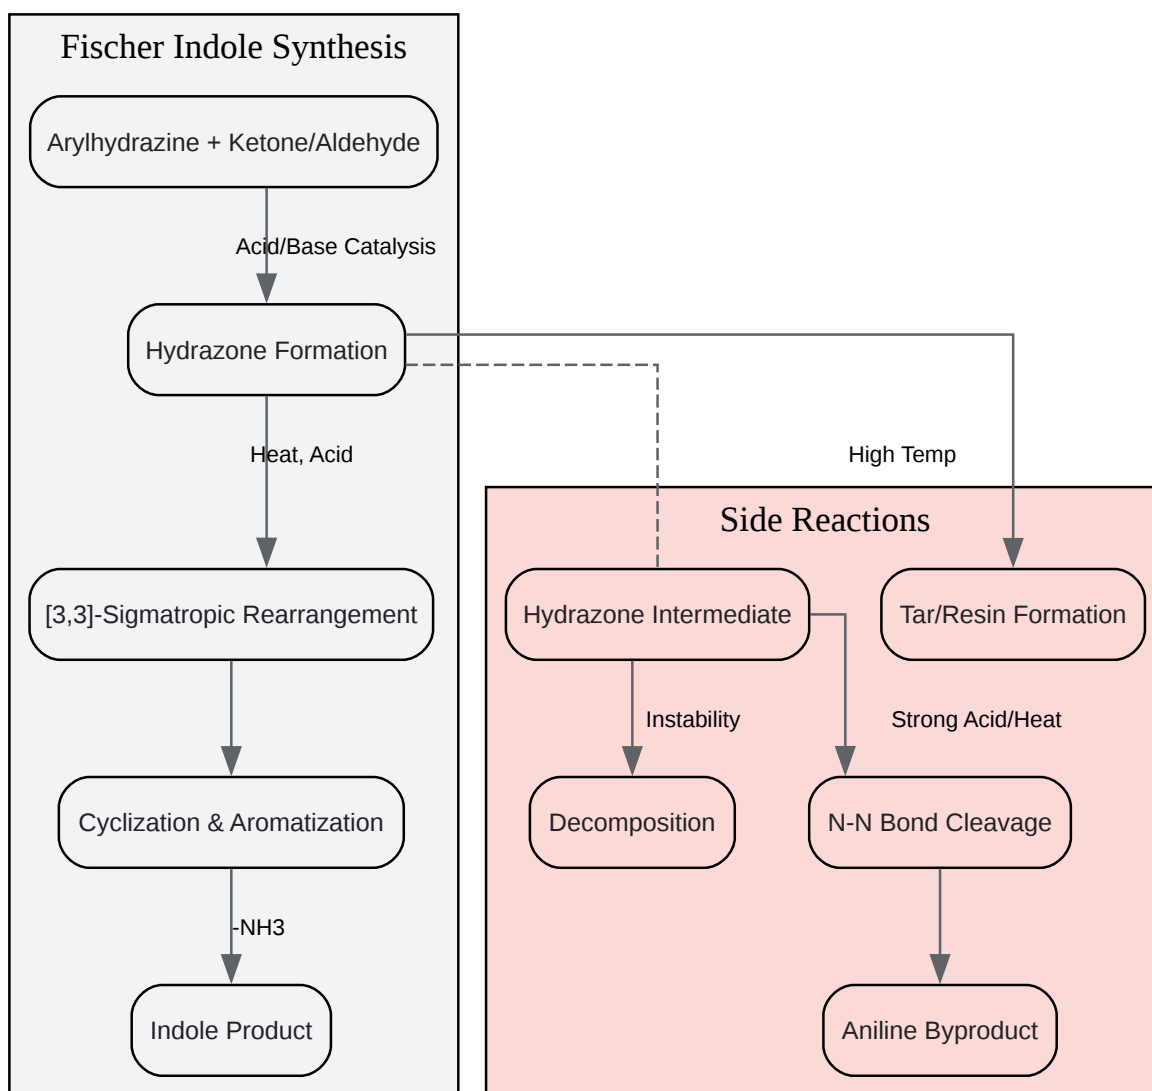 Fischer Indole Synthesis
Arylhydrazine + Ketone/Aldehyde
Acid/Base Catalysis
Hydrazone Formation
Heat, Acid
High Temp
Side Reactions
[3,3]-Sigmatropic Rearrangement
Hydrazone Intermediate
Tar/Resin Formation
Instability
Strong Acid/Heat
Cyclization & Aromatization
Decomposition
N-N Bond Cleavage
-NH3
Indole Product
Aniline Byproduct